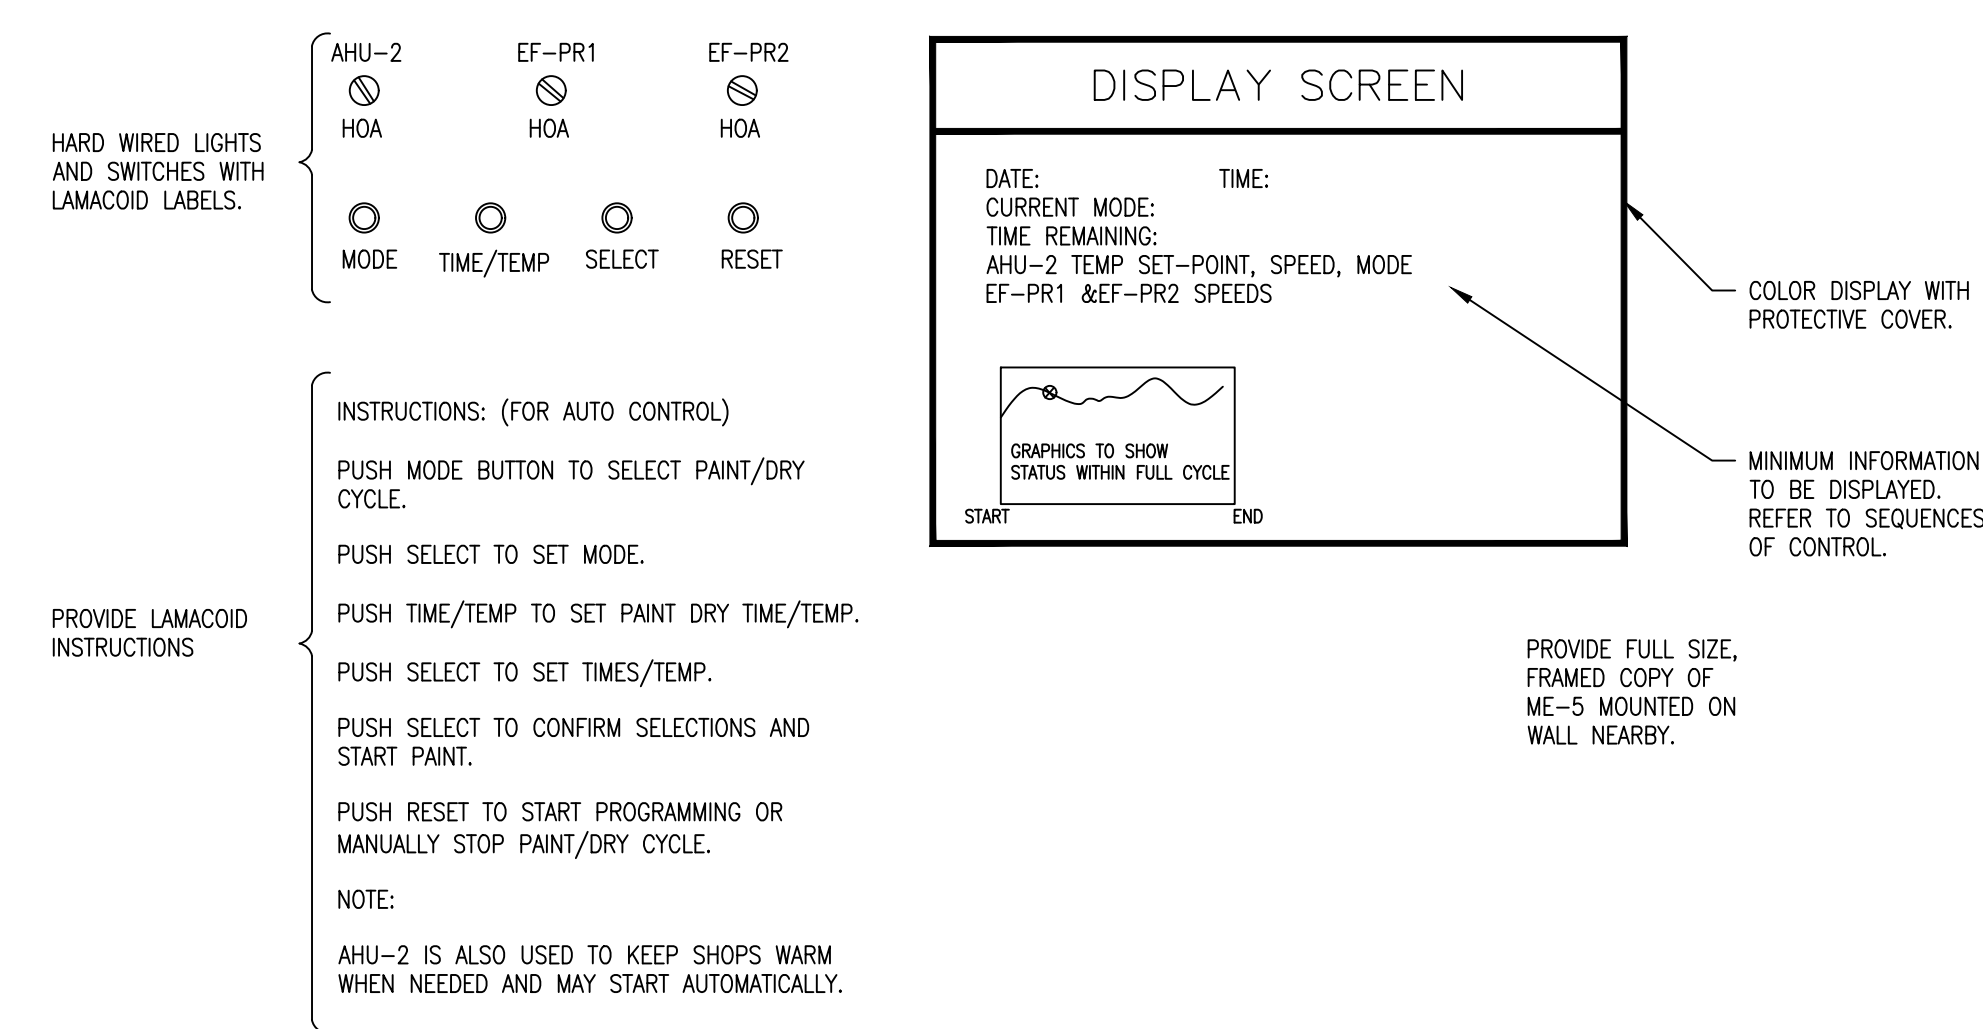 AHU-2 EF-PR1 EF-PR2
HOA HOA HOA
HARD WIRED LIGHTS
AND SWITCHES WITH
LAMACOID LABELS.
MODE TIME/TEMP SELECT RESET
PROVIDE LAMACOID
INSTRUCTIONS
INSTRUCTIONS: (FOR AUTO CONTROL)
PUSH MODE BUTTON TO SELECT PAINT/DRY
CYCLE.
PUSH SELECT TO SET MODE.
PUSH TIME/TEMP TO SET PAINT DRY TIME/TEMP.
PUSH SELECT TO SET TIMES/TEMP.
PUSH SELECT TO CONFIRM SELECTIONS AND
START PAINT.
PUSH RESET TO START PROGRAMMING OR
MANUALLY STOP PAINT/DRY CYCLE.
NOTE:
AHU-2 IS ALSO USED TO KEEP SHOPS WARM
WHEN NEEDED AND MAY START AUTOMATICALLY.
DISPLAY SCREEN
DATE: TIME:
CURRENT MODE:
TIME REMAINING:
AHU-2 TEMP SET-POINT, SPEED, MODE
EF-PR1 &EF-PR2 SPEEDS
GRAPHICS TO SHOW
STATUS WITHIN FULL CYCLE
START END
COLOR DISPLAY WITH
PROTECTIVE COVER.
MINIMUM INFORMATION
TO BE DISPLAYED.
REFER TO SEQUENCES
OF CONTROL.
PROVIDE FULL SIZE,
FRAMED COPY OF
ME-5 MOUNTED ON
WALL NEARBY.